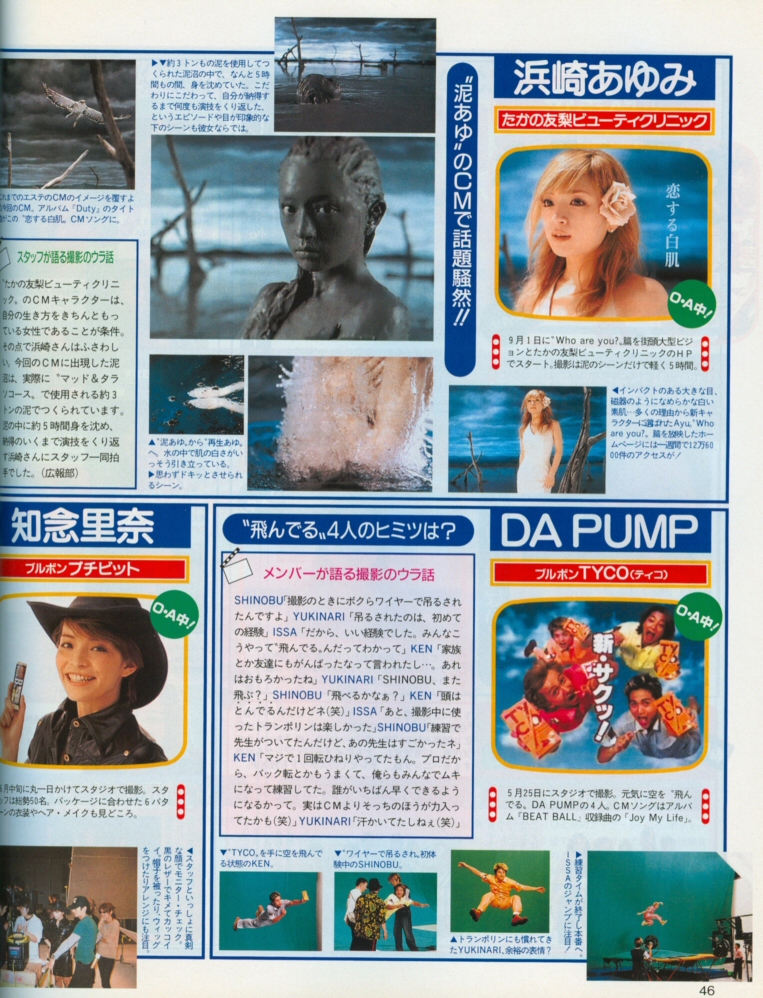 浜崎あゆみ
たかの友梨ビューティクリニック
恋する白肌
O・A中!
9月1日に"Who are you?〟篇を街頭大型ビジ
ョンとたかの友梨ビューティクリニックのHP
でスタート。撮影は泥のシーンだけで軽く5時間。
◀インパクトのある大きな目、
磁器のようになめらかな白い
素肌…多くの理由から新キャ
ラクターに選ばれたAyu。"Who
are you?〟篇を放映したホー
ムページには一週間で12万60
00件のアクセスが!
〝泥あゆ〟のCMで話題騒然!!
▶▼約3トンもの泥を使用してつ
くられた泥沼の中で、なんと5時
間もの間、身を沈めていた。こだ
わりにこだわって、自分が納得す
るまで何度も演技をくり返した、
というエピソードや目が印象的な
下のシーンも彼女ならでは。
▲〝泥あゆ〟から〝再生あゆ〟
へ。水の中で肌の白さがいっ
そう引き立っている。
▶思わずドキッとさせられ
るシーン。
これまでのエステのCMのイメージを覆すよ
今回のCM。アルバム「Duty」のタイト
がこの〝恋する白肌〟CMソングに。
スタッフが語る撮影のウラ話
〝たかの友梨ビューティクリニ
ック〟のCMキャラクターは、
自分の生き方をきちんともっ
ている女性であることが条件。
その点で浜崎さんはふさわし
い。今回のCMに出現した泥
沼は、実際に〝マッド&タラ
ソコース〟で使用される約3
トンの泥でつくられています。
泥の中に約5時間身を沈め、
納得のいくまで演技をくり返
す浜崎さんにスタッフ一同拍
手でした。(広報部)
DA PUMP
ブルボンTYCO(ティコ)
O・A中!
新・サクッ!
TYCO
5月25日にスタジオで撮影。元気に空を〝飛ん
でる〟DA PUMPの4人。CMソングはアルバ
ム「BEAT BALL」収録曲の「Joy My Life」。
〝飛んでる〟4人のヒミツは?
メンバーが語る撮影のウラ話
SHINOBU「撮影のときにボクらワイヤーで吊るされ
たんですよ」YUKINARI「吊るされたのは、初めて
の経験」ISSA「だから、いい経験でした。みんなこ
うやって〝飛んでる〟んだってわかって」KEN「家族
とか友達にもがんばったなって言われたし…。あれ
はおもろかったね」YUKINARI「SHINOBU、また
飛ぶ?」SHINOBU「飛べるかなぁ?」KEN「頭は
とんでるんだけどネ(笑)」ISSA「あと、撮影中に使
ったトランポリンは楽しかった」SHINOBU「練習で
先生がついてたんだけど、あの先生はすごかったネ」
KEN「マジで1回転ひねりやってたもん。プロだか
ら、バック転とかもうまくて、俺らもみんなでムキ
になって練習してた。誰がいちばん早くできるよう
になるかって。実はCMよりそっちのほうが力入っ
てたかも(笑)」YUKINARI「汗かいてたしねぇ(笑)」
▼〝TYCO〟を手に空を飛んで
る状態のKEN。
▼〝ワイヤーで吊るされ〟初体
験中のSHINOBU。
▲トランポリンにも慣れてき
たYUKINARI、余裕の表情?
▶練習タイムが終了し本番へ。
ISSAのジャンプに注目!
知念里奈
ブルボンプチビット
O・A中!
月中旬に丸一日かけてスタジオで撮影。スタ
ッフは総勢50名。パッケージに合わせた6パタ
ーンの衣装やヘア・メイクも見どころ。
◀スタッフといっしょに真剣
な顔でモニター・チェック。
黒のレザーでキメてカッコイ
イ。帽子を被ったり、ウィッグ
をつけたりアレンジにも注目。
46